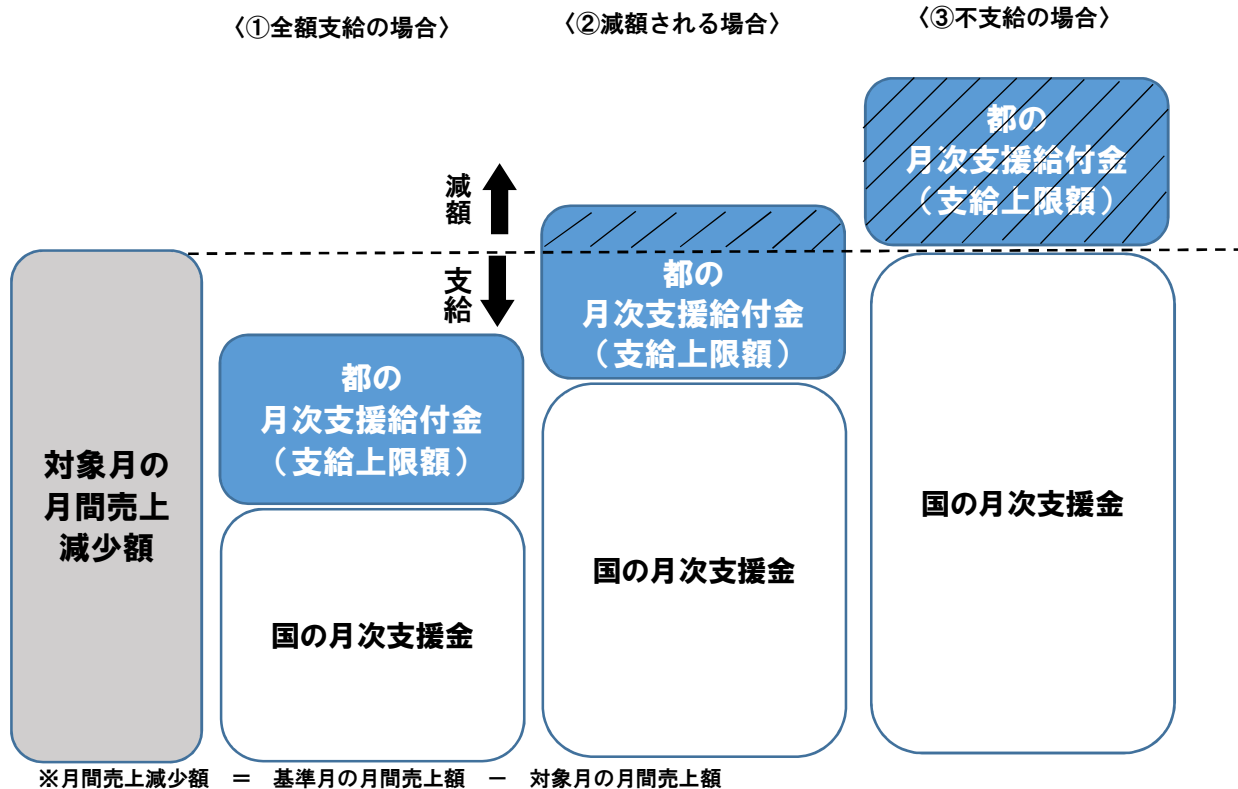 〈①全額支給の場合〉
〈②減額される場合〉
〈③不支給の場合〉
減額
支給
対象月の
月間売上
減少額
都の
月次支援給付金
（支給上限額）
国の月次支援金
都の
月次支援給付金
（支給上限額）
国の月次支援金
都の
月次支援給付金
（支給上限額）
国の月次支援金
※月間売上減少額　＝　基準月の月間売上額　－　対象月の月間売上額